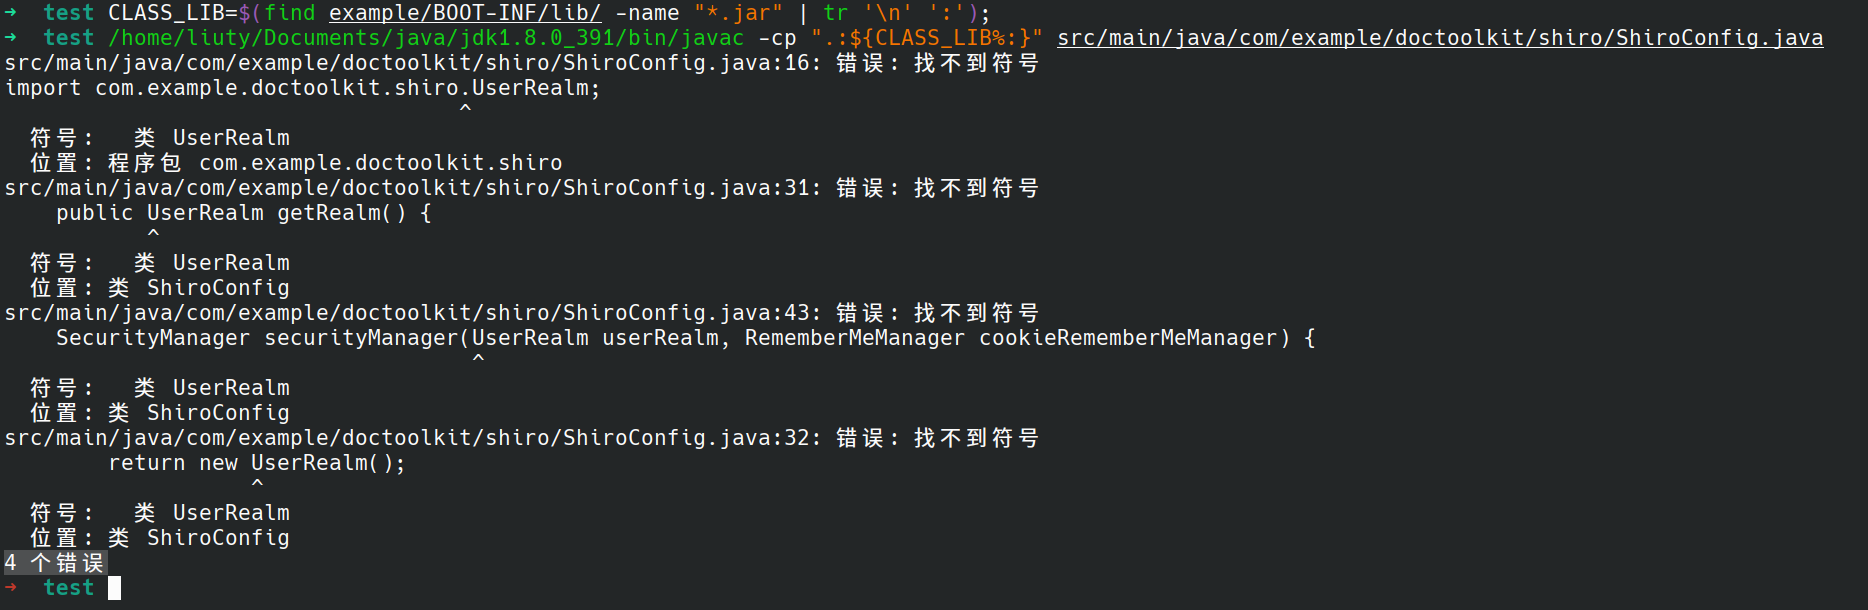 ➜  test CLASS_LIB=$(find example/BOOT-INF/lib/ -name "*.jar" | tr '\n' ':');
➜  test /home/liuty/Documents/java/jdk1.8.0_391/bin/javac -cp ".:${CLASS_LIB%:}" src/main/java/com/example/doctoolkit/shiro/ShiroConfig.java
src/main/java/com/example/doctoolkit/shiro/ShiroConfig.java:16: 错误: 找不到符号
import com.example.doctoolkit.shiro.UserRealm;
                                   ^
  符号:   类 UserRealm
  位置: 程序包 com.example.doctoolkit.shiro
src/main/java/com/example/doctoolkit/shiro/ShiroConfig.java:31: 错误: 找不到符号
    public UserRealm getRealm() {
           ^
  符号:   类 UserRealm
  位置: 类 ShiroConfig
src/main/java/com/example/doctoolkit/shiro/ShiroConfig.java:43: 错误: 找不到符号
    SecurityManager securityManager(UserRealm userRealm, RememberMeManager cookieRememberMeManager) {
                                    ^
  符号:   类 UserRealm
  位置: 类 ShiroConfig
src/main/java/com/example/doctoolkit/shiro/ShiroConfig.java:32: 错误: 找不到符号
        return new UserRealm();
                   ^
  符号:   类 UserRealm
  位置: 类 ShiroConfig
4 个错误
➜  test